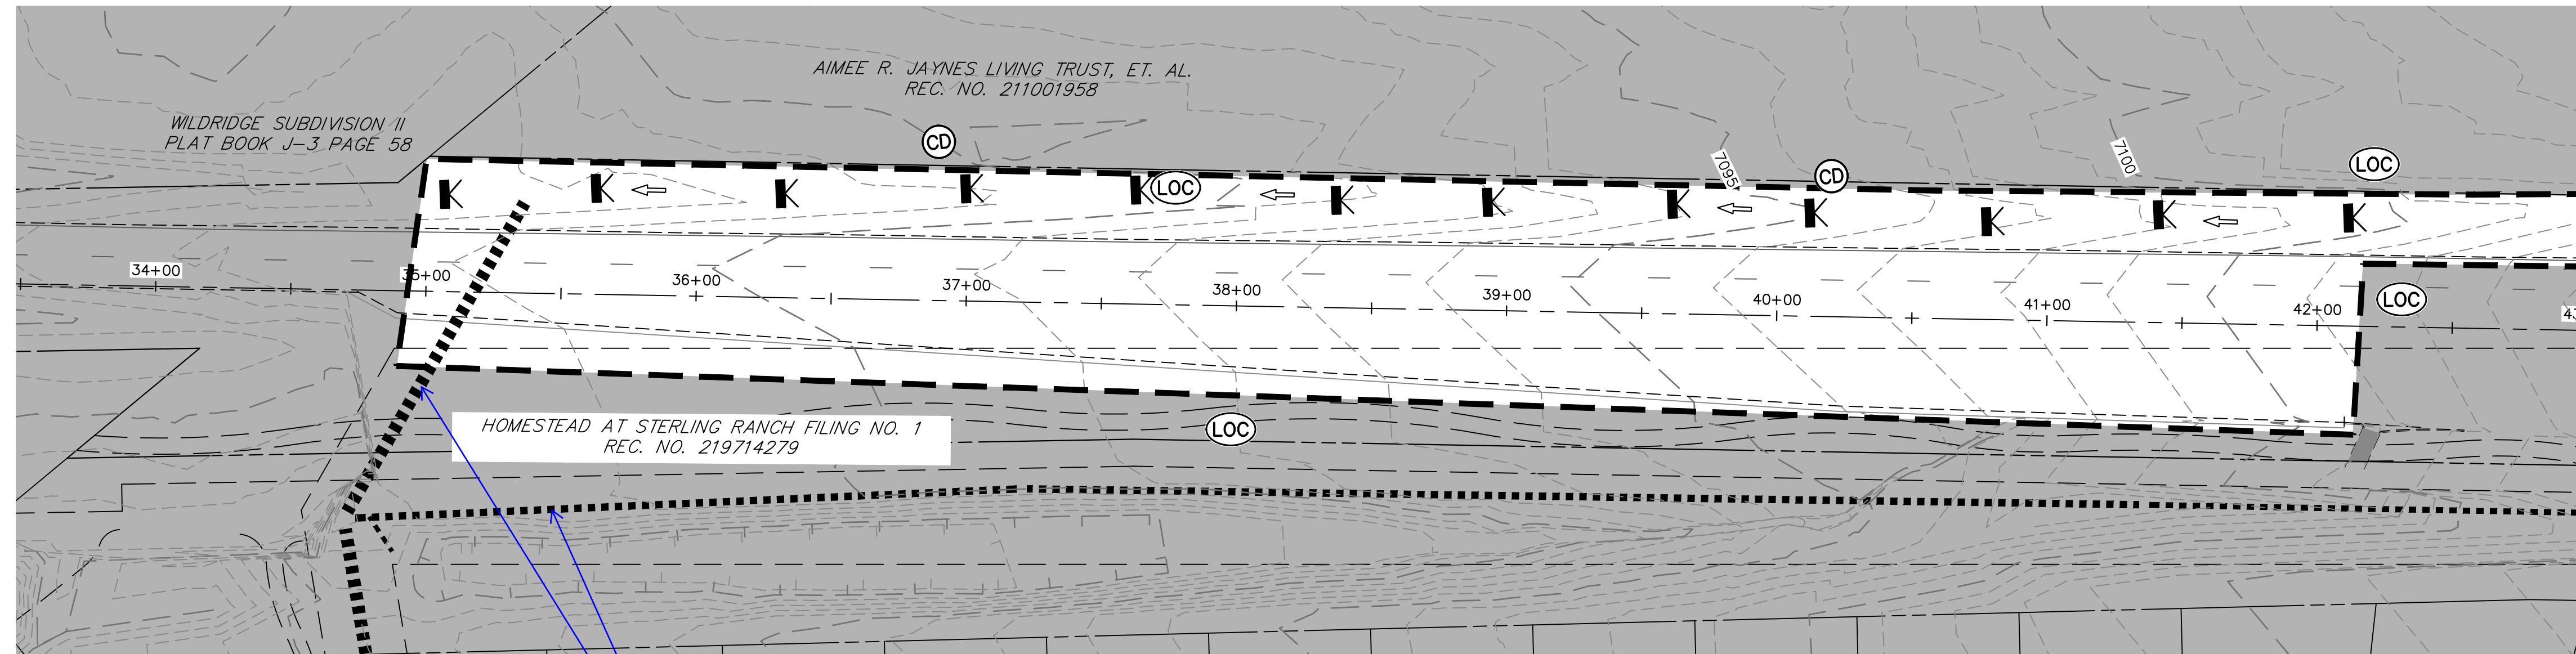 AIMEE R. JAYNES LIVING TRUST, ET. AL.
REC. NO. 211001958
WILDRIDGE SUBDIVISION II
PLAT BOOK J-3 PAGE 58
CD
CD
7095
7100
LOC
K
K
K
K
K
LOC
K
K
K
K
K
K
K
34+00
35+00
36+00
37+00
38+00
39+00
40+00
41+00
42+00
LOC
HOMESTEAD AT STERLING RANCH FILING NO. 1
REC. NO. 219714279
LOC